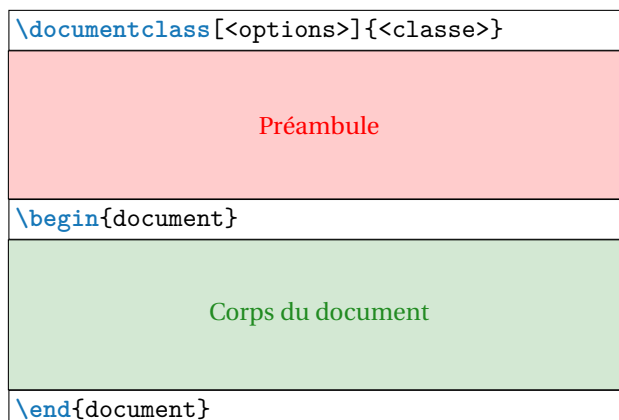 \documentclass[<options>]{<classe>}
Préambule
\begin{document}
Corps du document
\end{document}